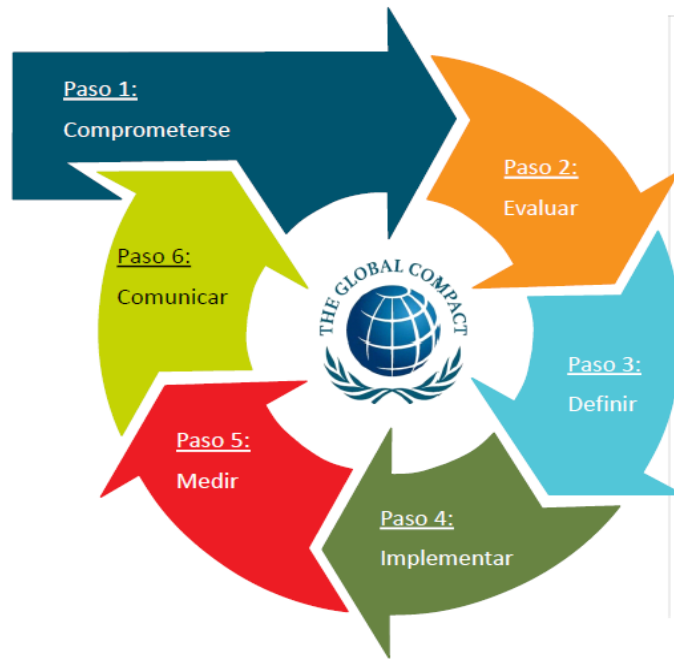 Paso 1:
Comprometerse
Paso 2:
Evaluar
Paso 3:
Definir
Paso 4:
Implementar
Paso 5:
Medir
Paso 6:
Comunicar
THE GLOBAL COMPACT